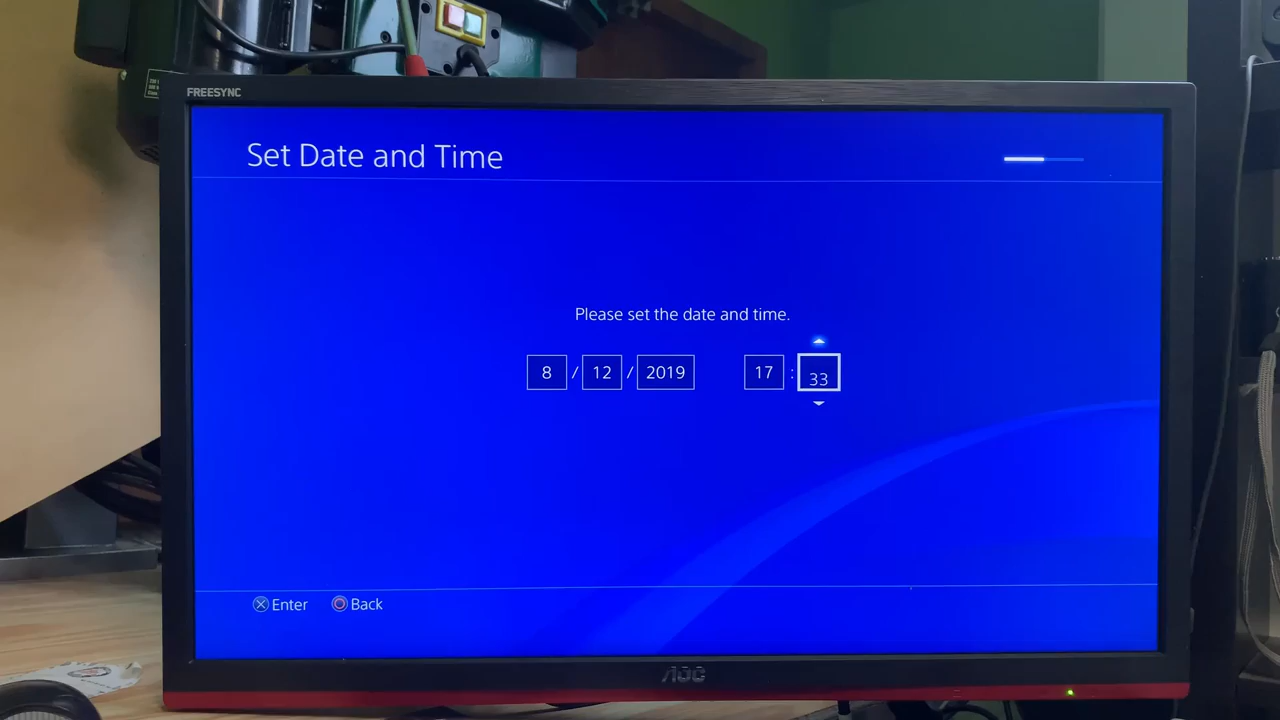 FREESYNC
Set Date and Time
Please set the date and time.
8 / 12 / 2019 17 : 33
Enter Back
AOC